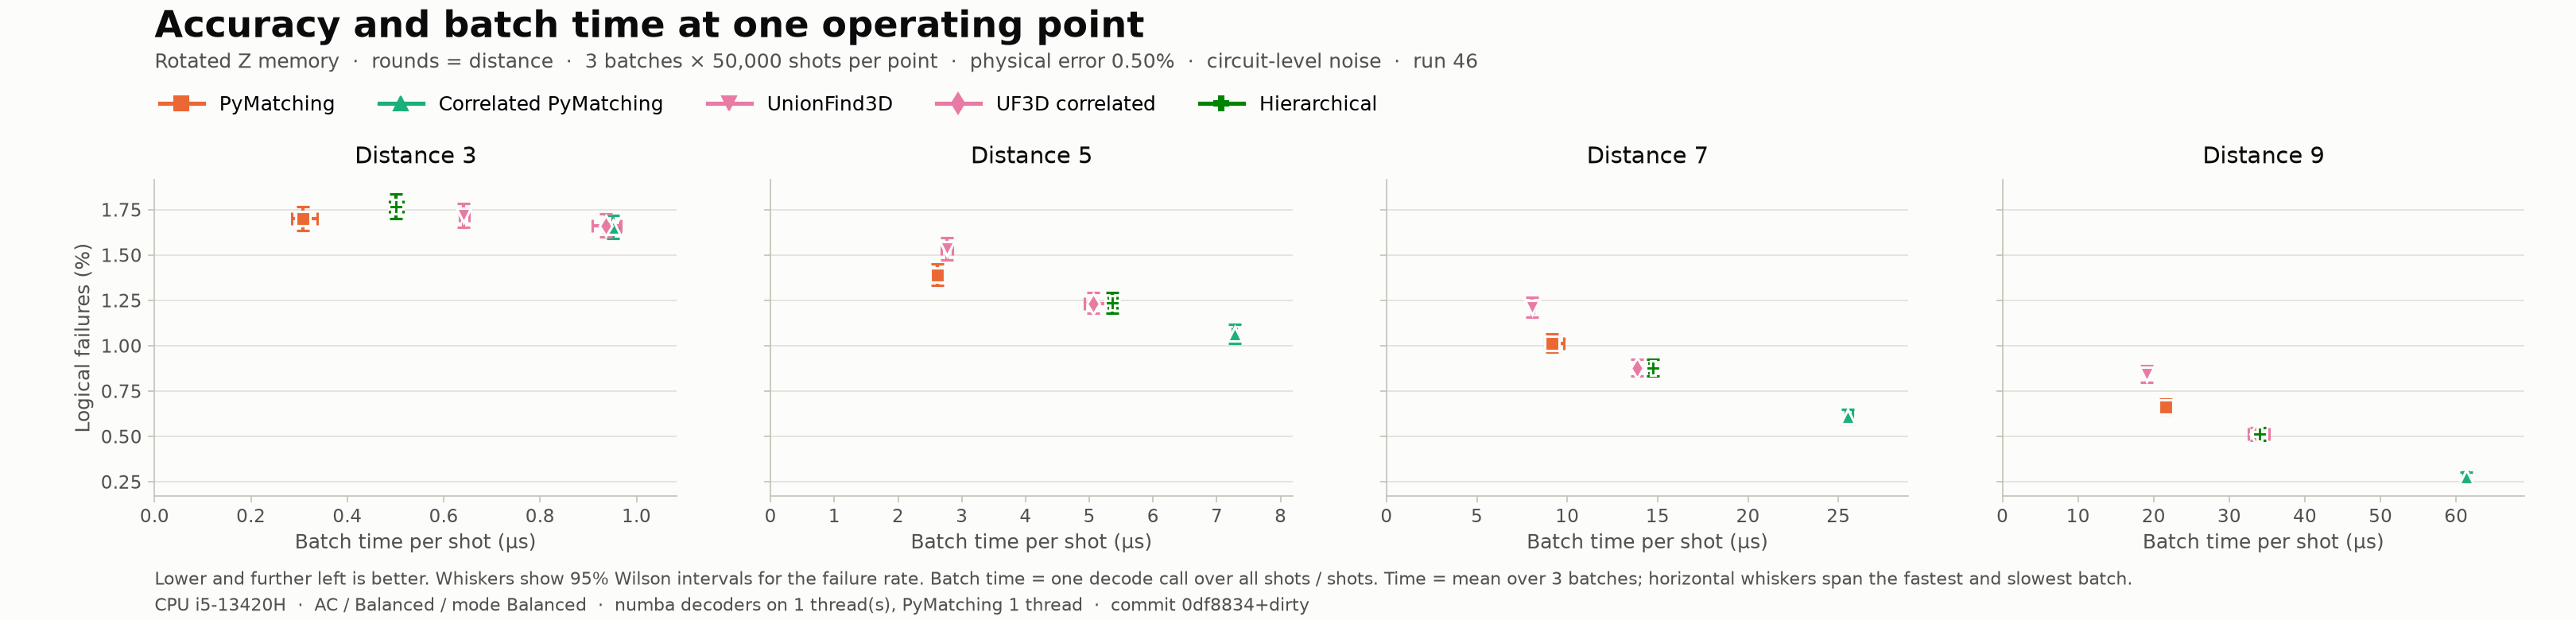 Accuracy and batch time at one operating point
Rotated Z memory · rounds = distance · 3 batches × 50,000 shots per point · physical error 0.50% · circuit-level noise · run 46
PyMatching Correlated PyMatching UnionFind3D UF3D correlated Hierarchical
Distance 3 Distance 5 Distance 7 Distance 9
Logical failures (%)
1.75
1.50
1.25
1.00
0.75
0.50
0.25
0.0 0.2 0.4 0.6 0.8 1.0 0 1 2 3 4 5 6 7 8 0 5 10 15 20 25 0 10 20 30 40 50 60
Batch time per shot (µs) Batch time per shot (µs) Batch time per shot (µs) Batch time per shot (µs)
Lower and further left is better. Whiskers show 95% Wilson intervals for the failure rate. Batch time = one decode call over all shots / shots. Time = mean over 3 batches; horizontal whiskers span the fastest and slowest batch.
CPU i5-13420H · AC / Balanced / mode Balanced · numba decoders on 1 thread(s), PyMatching 1 thread · commit 0df8834+dirty